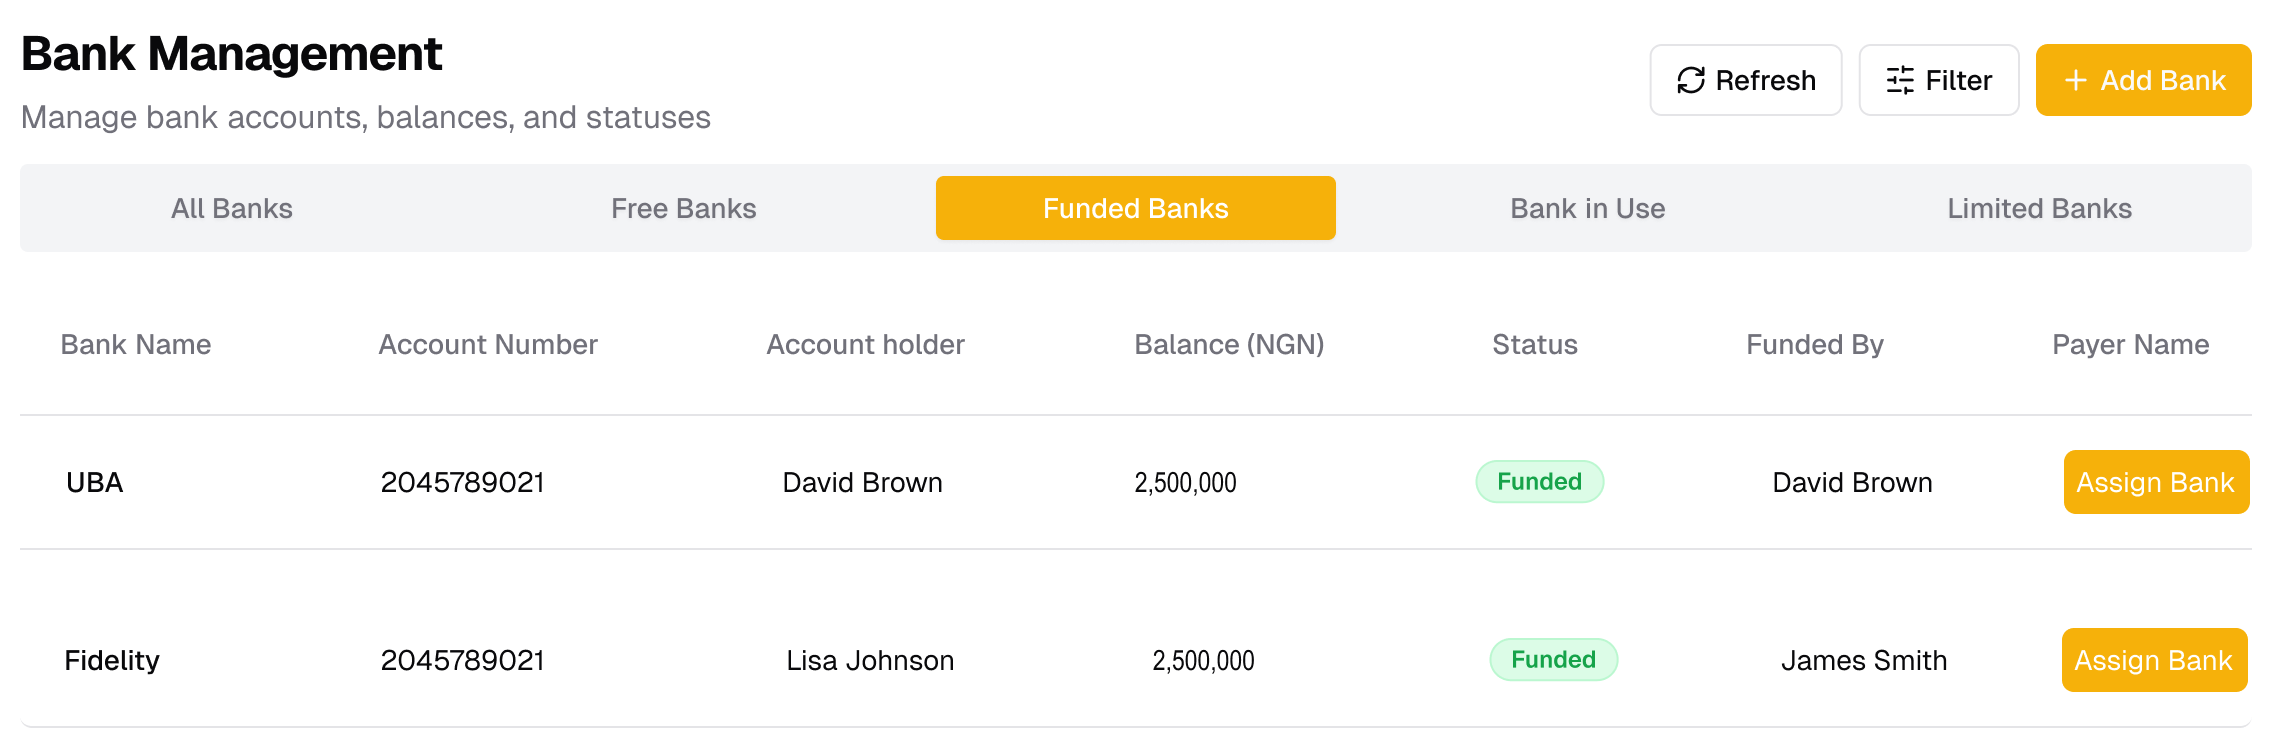 Bank Management
Manage bank accounts, balances, and statuses
Refresh Filter + Add Bank
All Banks Free Banks Funded Banks Bank in Use Limited Banks
Bank Name Account Number Account holder Balance (NGN) Status Funded By Payer Name
UBA 2045789021 David Brown 2,500,000 Funded David Brown Assign Bank
Fidelity 2045789021 Lisa Johnson 2,500,000 Funded James Smith Assign Bank